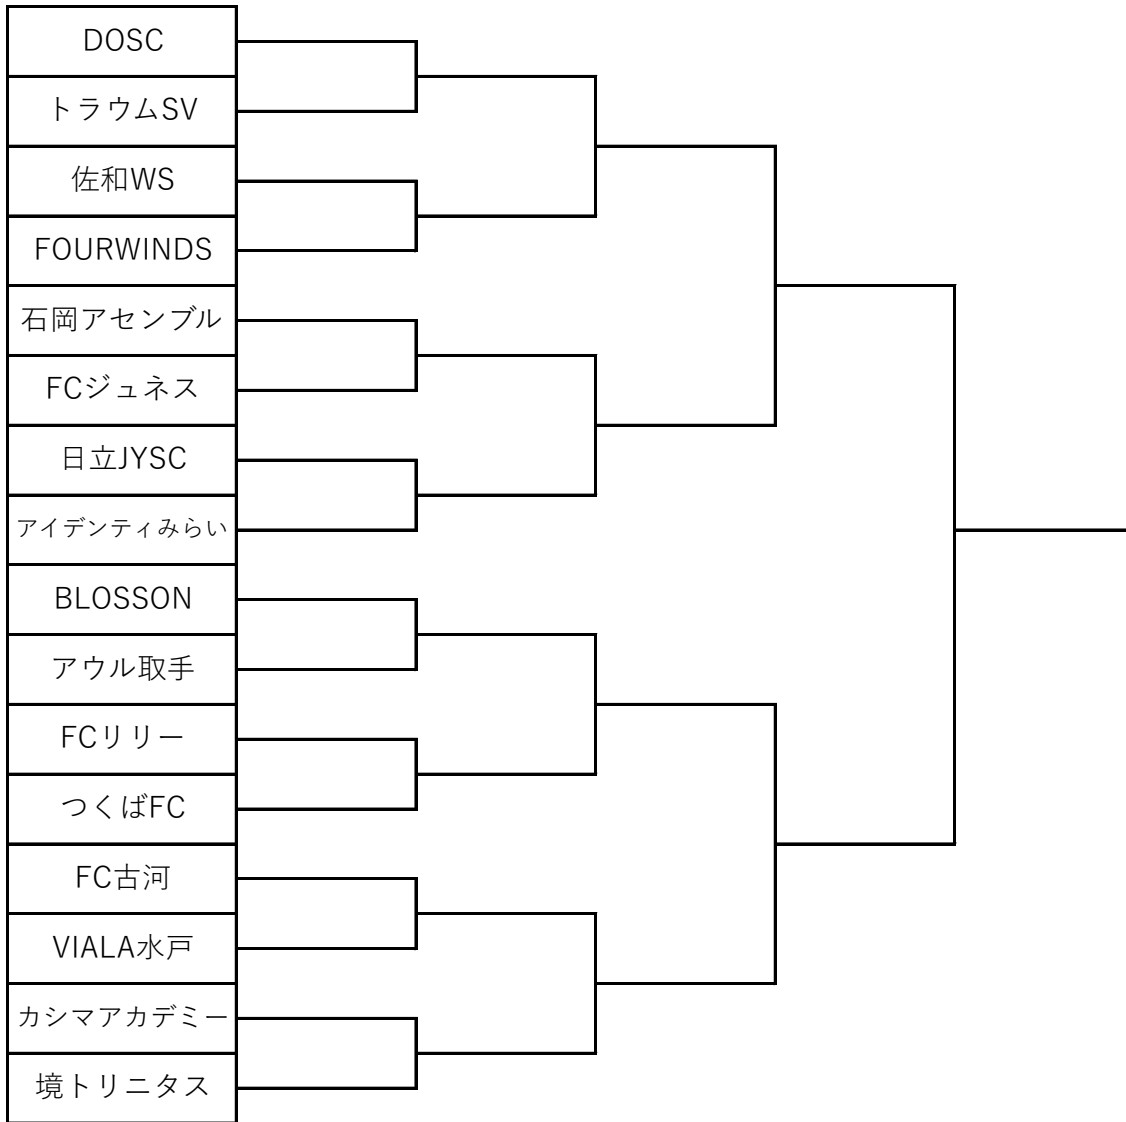 DOSC
トラウムSV
佐和WS
FOURWINDS
石岡アセンブル
FCジュネス
日立JYSC
アイデンティみらい
BLOSSON
アウル取手
FCリリー
つくばFC
FC古河
VIALA水戸
カシマアカデミー
境トリニタス